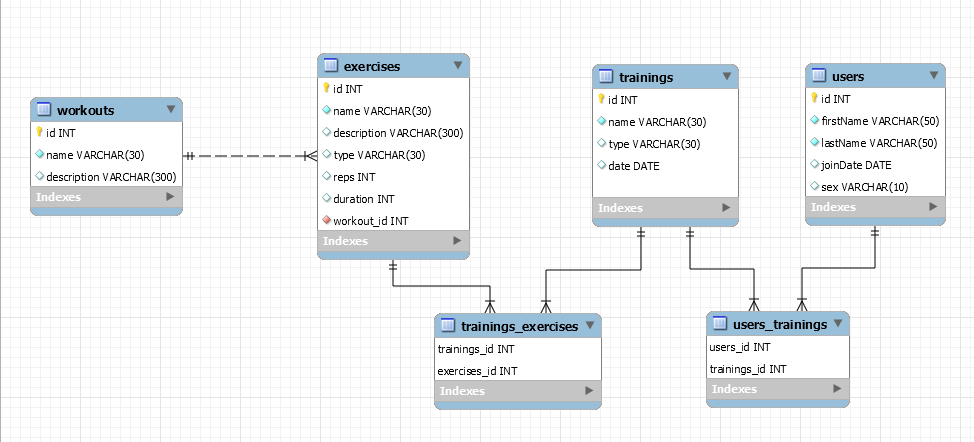 workouts
id INT
name VARCHAR(30)
description VARCHAR(300)
Indexes
exercises
id INT
name VARCHAR(30)
description VARCHAR(300)
type VARCHAR(30)
reps INT
duration INT
workout_id INT
Indexes
trainings
id INT
name VARCHAR(30)
type VARCHAR(30)
date DATE
Indexes
users
id INT
firstName VARCHAR(50)
lastName VARCHAR(50)
joinDate DATE
sex VARCHAR(10)
Indexes
trainings_exercises
trainings_id INT
exercises_id INT
Indexes
users_trainings
users_id INT
trainings_id INT
Indexes